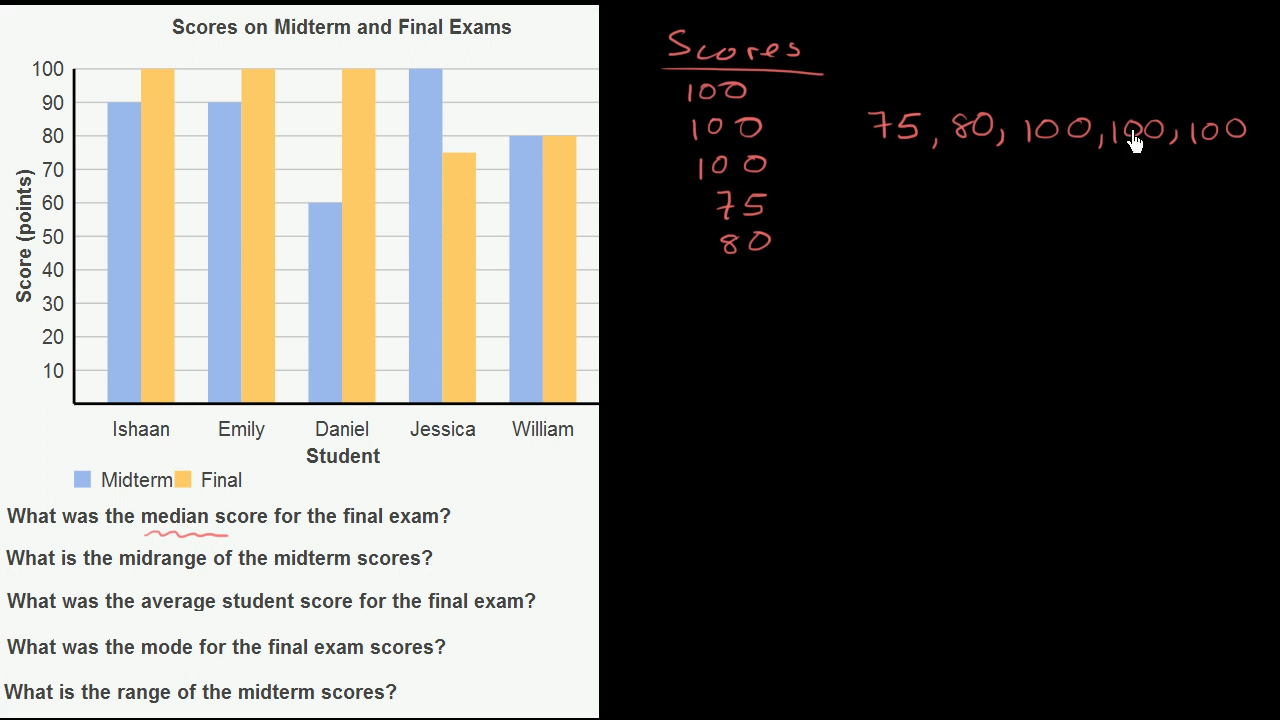 Scores on Midterm and Final Exams
100
90
80
70
60
50
40
30
20
10
Score (points)
Ishaan Emily Daniel Jessica William
Student
Midterm Final
What was the median score for the final exam?
What is the midrange of the midterm scores?
What was the average student score for the final exam?
What was the mode for the final exam scores?
What is the range of the midterm scores?
Scores
100
100
100
75
80
75, 80, 100, 100, 100